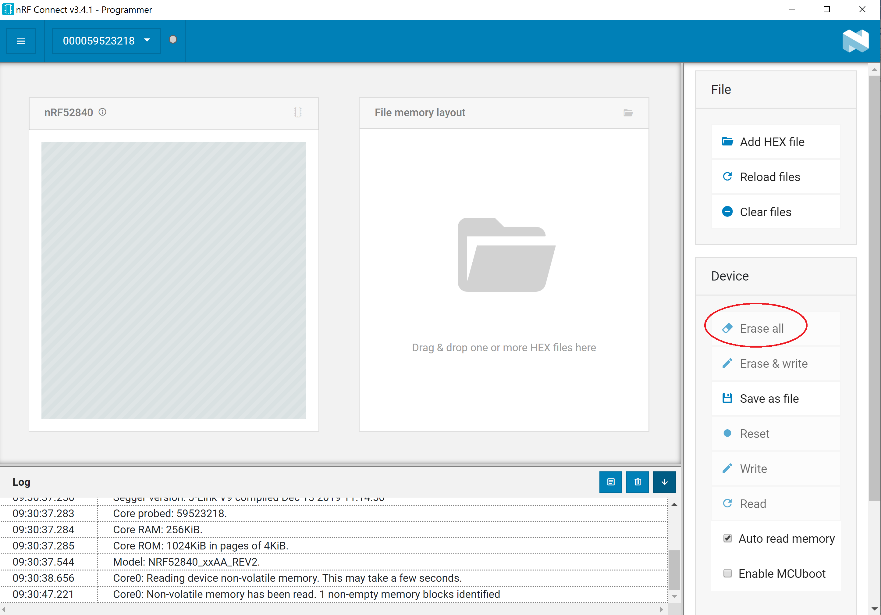 nRF Connect v3.4.1 - Programmer
000059523218
nRF52840
File memory layout
Drag & drop one or more HEX files here
File
Add HEX file
Reload files
Clear files
Device
Erase all
Erase & write
Save as file
Reset
Write
Read
Auto read memory
Enable MCUboot
Log
09:30:37.250 Segger version: J-Link V9 compiled Dec 13 2019 11:14:50
09:30:37.283 Core probed: 59523218.
09:30:37.284 Core RAM: 256KiB.
09:30:37.285 Core ROM: 1024KiB in pages of 4KiB.
09:30:37.544 Model: NRF52840_xxAA_REV2.
09:30:38.656 Core0: Reading device non-volatile memory. This may take a few seconds.
09:30:47.221 Core0: Non-volatile memory has been read. 1 non-empty memory blocks identified